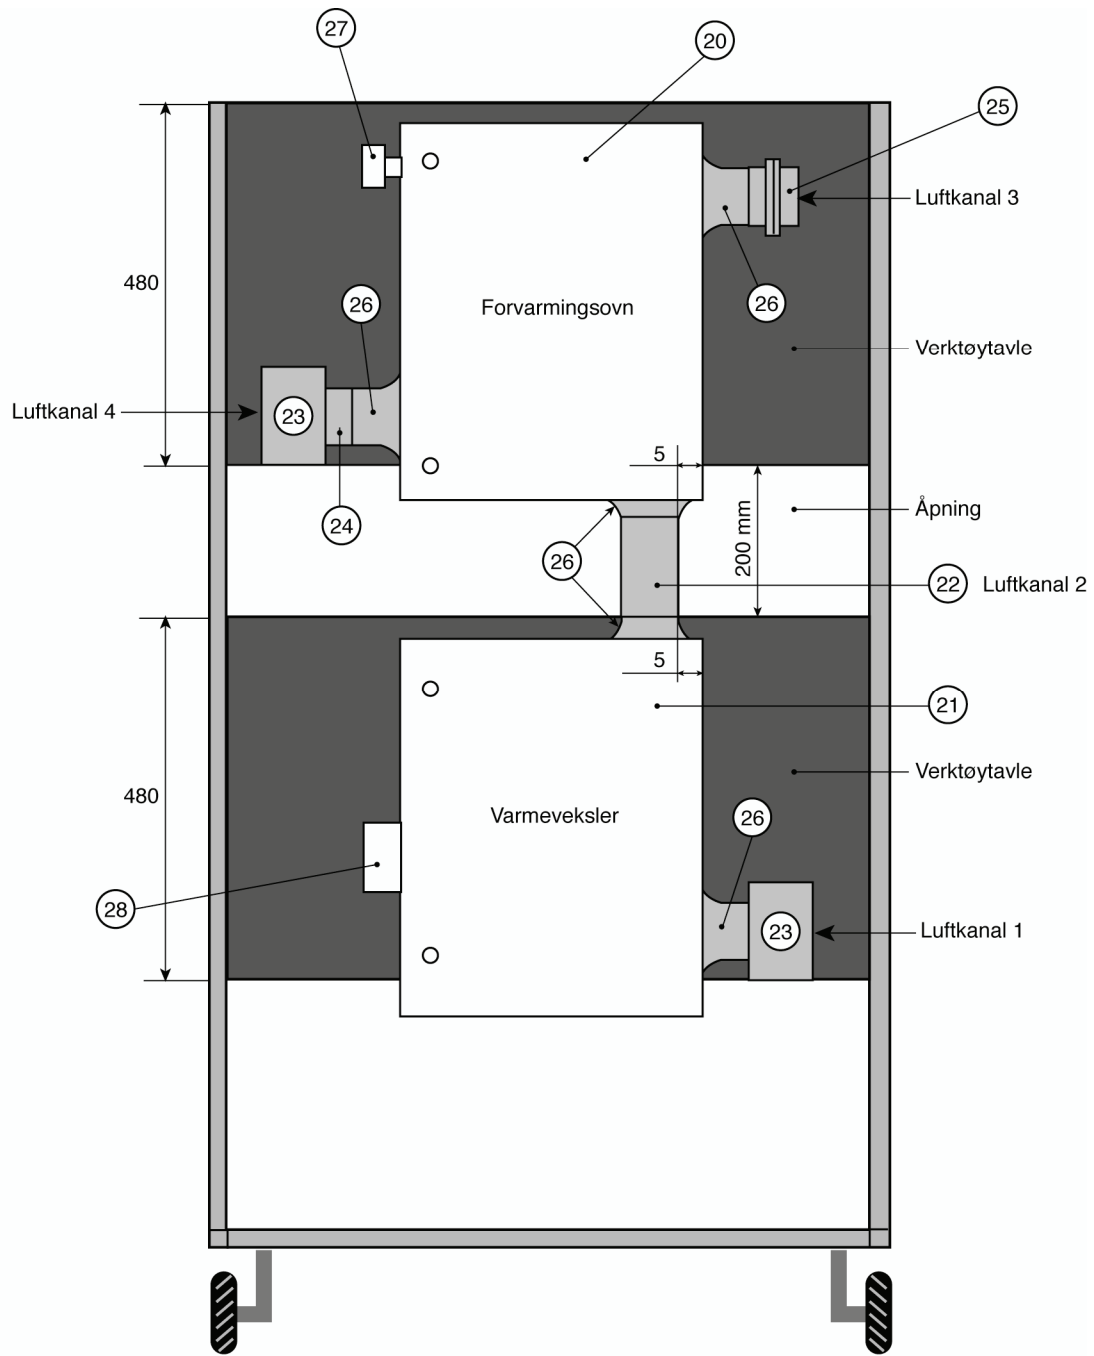 27
20
25
Luftkanal 3
480
26
Forvarmingsovn
26
Verktøytavle
Luftkanal 4
23
5
24
200 mm
Åpning
26
22 Luftkanal 2
5
21
Verktøytavle
480
Varmeveksler
26
28
23
Luftkanal 1